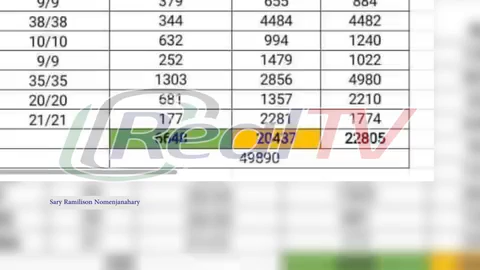 9/9 379 655 884
38/38 344 4484 4482
10/10 632 994 1240
9/9 252 1479 1022
35/35 1303 2856 4980
20/20 681 1357 2210
21/21 177 2281 1774
20437 22805
49890
Real TV
Sary Ramilison Nomenjanahary